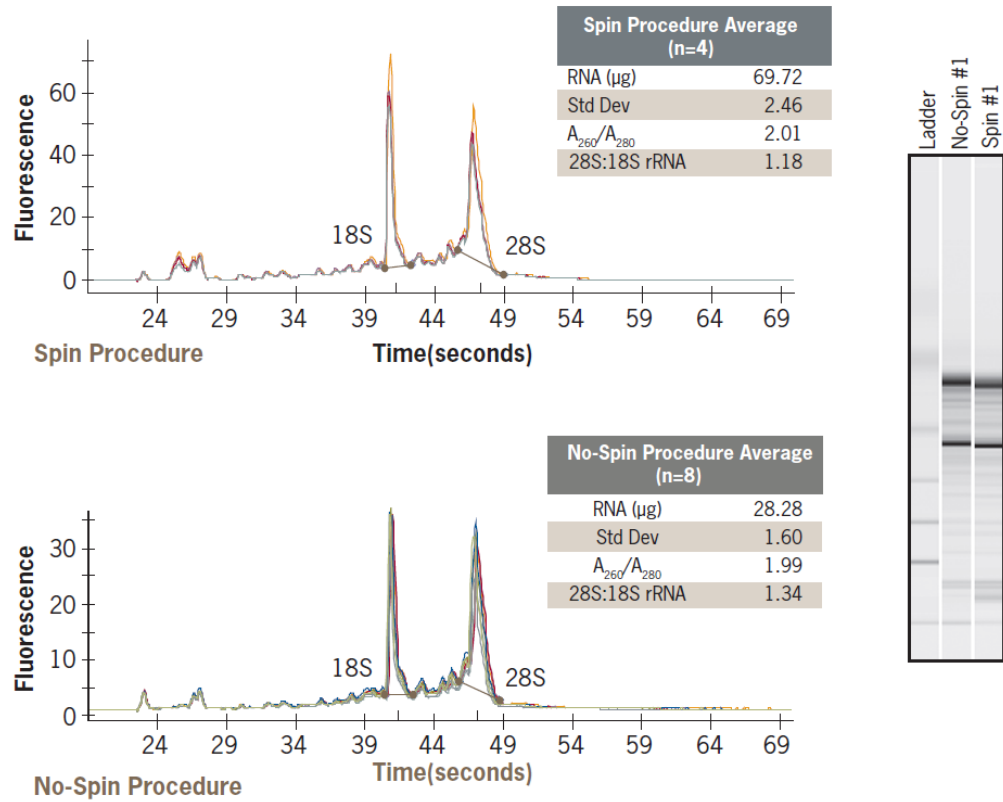 Spin Procedure Average
(n=4)
RNA (µg) 69.72
Std Dev 2.46
A260/A280 2.01
28S:18S rRNA 1.18
Fluorescence
60
40
20
0
18S
28S
24 29 34 39 44 49 54 59 64 69
Spin Procedure
Time(seconds)
No-Spin Procedure Average
(n=8)
RNA (µg) 28.28
Std Dev 1.60
A260/A280 1.99
28S:18S rRNA 1.34
Fluorescence
30
20
10
0
18S
28S
24 29 34 39 44 49 54 59 64 69
Time(seconds)
No-Spin Procedure
Ladder
No-Spin #1
Spin #1